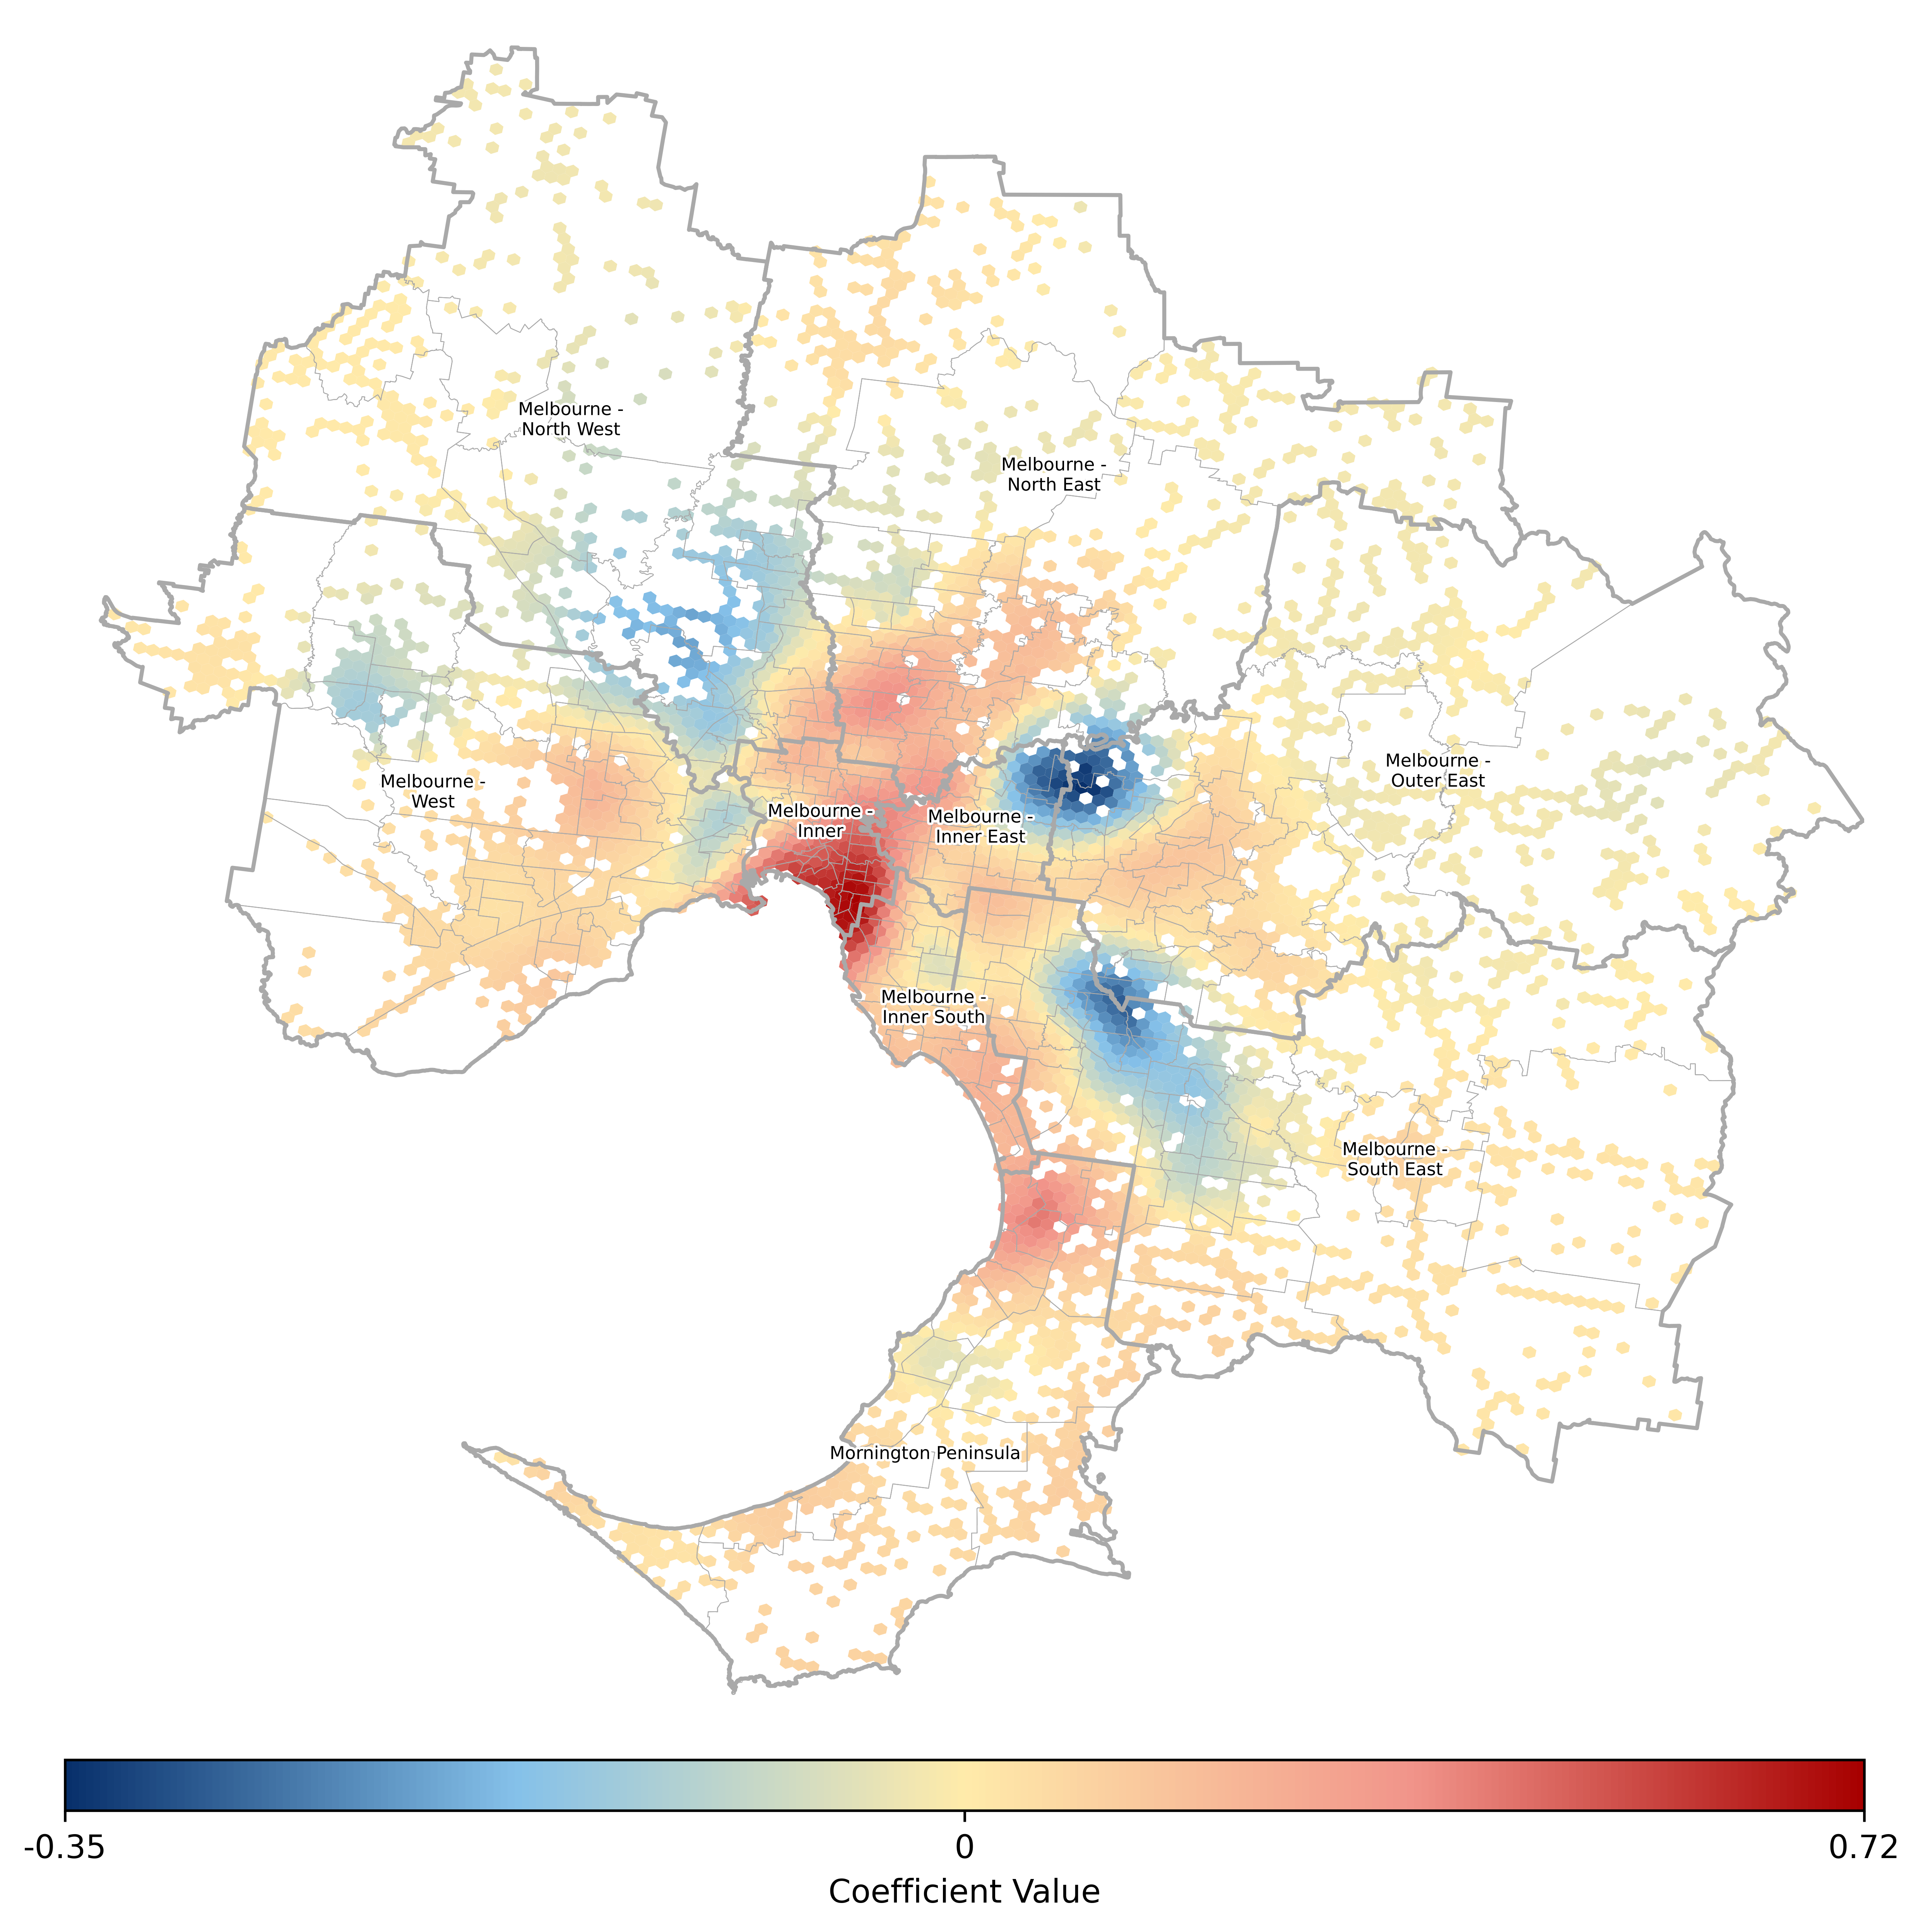 Melbourne -
North West
Melbourne -
North East
Melbourne -
Outer East
Melbourne -
West
Melbourne -
Inner
Melbourne -
Inner East
Melbourne -
Inner South
Melbourne -
South East
Mornington Peninsula
-0.35
0
0.72
Coefficient Value